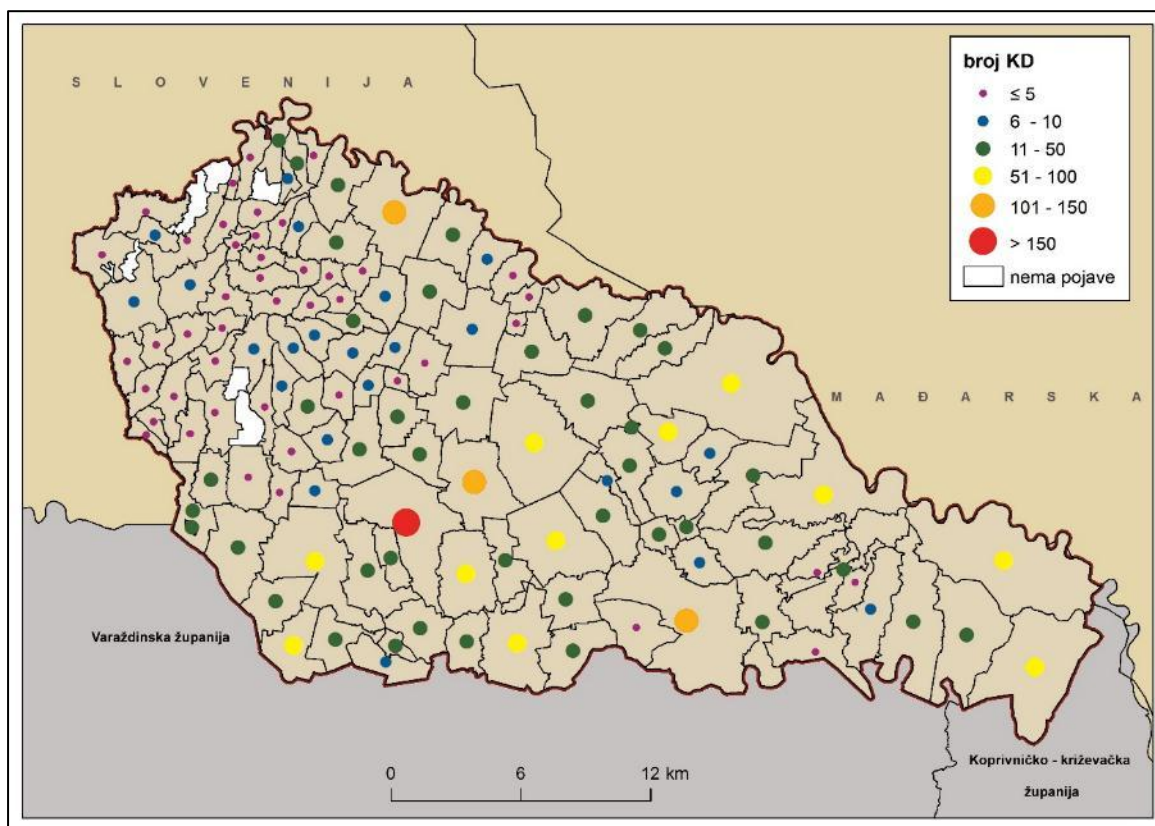 S L O V E N I J A
broj KD
≤ 5
6 - 10
11 - 50
51 - 100
101 - 150
> 150
nema pojave
M A Đ A R S K A
Varaždinska županija
Koprivničko - križevačka
županija
0 6 12 km